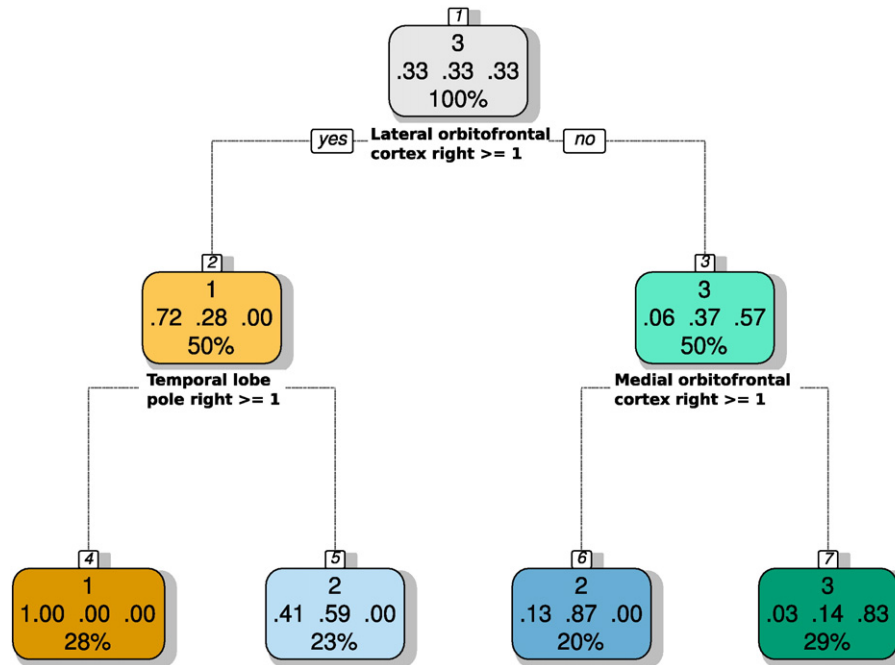 1
3
.33 .33 .33
100%
yes
Lateral orbitofrontal
cortex right >= 1
no
2
1
.72 .28 .00
50%
3
3
.06 .37 .57
50%
Temporal lobe
pole right >= 1
Medial orbitofrontal
cortex right >= 1
4
1
1.00 .00 .00
28%
5
2
.41 .59 .00
23%
6
2
.13 .87 .00
20%
7
3
.03 .14 .83
29%